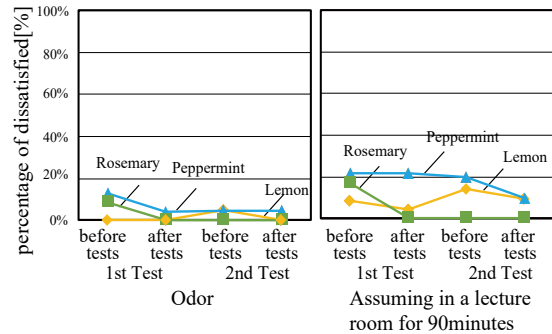 percentage of dissatisfied[%]
100%
80%
60%
40%
20%
0%
Rosemary
Peppermint
Lemon
before tests
after tests
before tests
after tests
1st Test
2nd Test
Odor
Rosemary
Peppermint
Lemon
before tests
after tests
before tests
after tests
1st Test
2nd Test
Assuming in a lecture
room for 90minutes